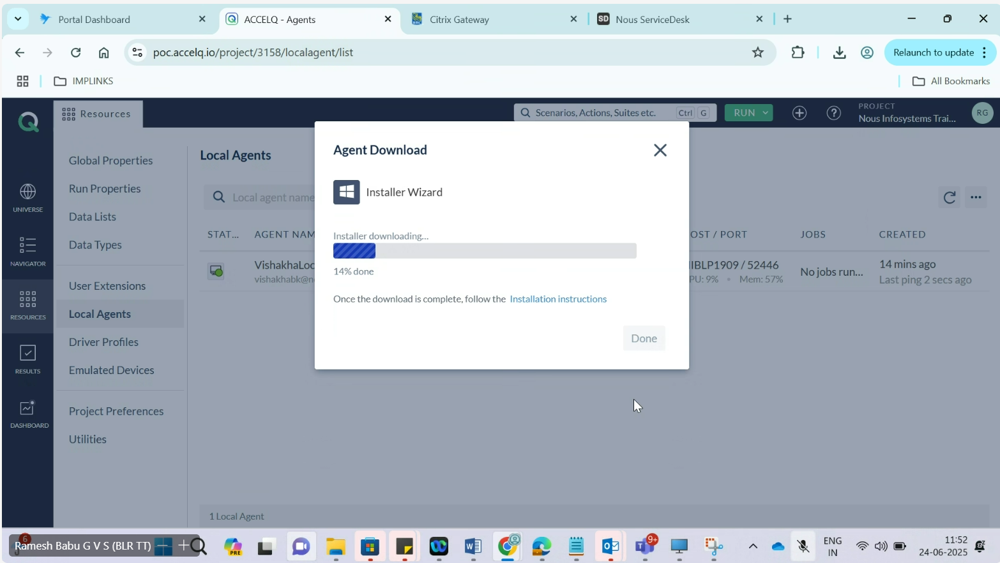 Portal Dashboard
ACCELQ - Agents
Citrix Gateway
SD Nous ServiceDesk
poc.accelq.io/project/3158/localagent/list
Relaunch to update
IMPLINKS
All Bookmarks
Resources
Scenarios, Actions, Suites etc. Ctrl G
RUN
PROJECT
Nous Infosystems Trai...
RG
UNIVERSE
NAVIGATOR
RESOURCES
RESULTS
DASHBOARD
Global Properties
Run Properties
Data Lists
Data Types
User Extensions
Local Agents
Driver Profiles
Emulated Devices
Project Preferences
Utilities
Local Agents
Local agent name
STAT... AGENT NAM OST / PORT JOBS CREATED
VishakhaLoc IBLP1909 / 52446 No jobs run... 14 mins ago
vishakhabk@n PU: 9% • Mem: 57% Last ping 2 secs ago
Agent Download
Installer Wizard
Installer downloading...
14% done
Once the download is complete, follow the Installation instructions
Done
1 Local Agent
6
Ramesh Babu G V S (BLR TT)
PRE
9+
ENG
IN
11:52
24-06-2025